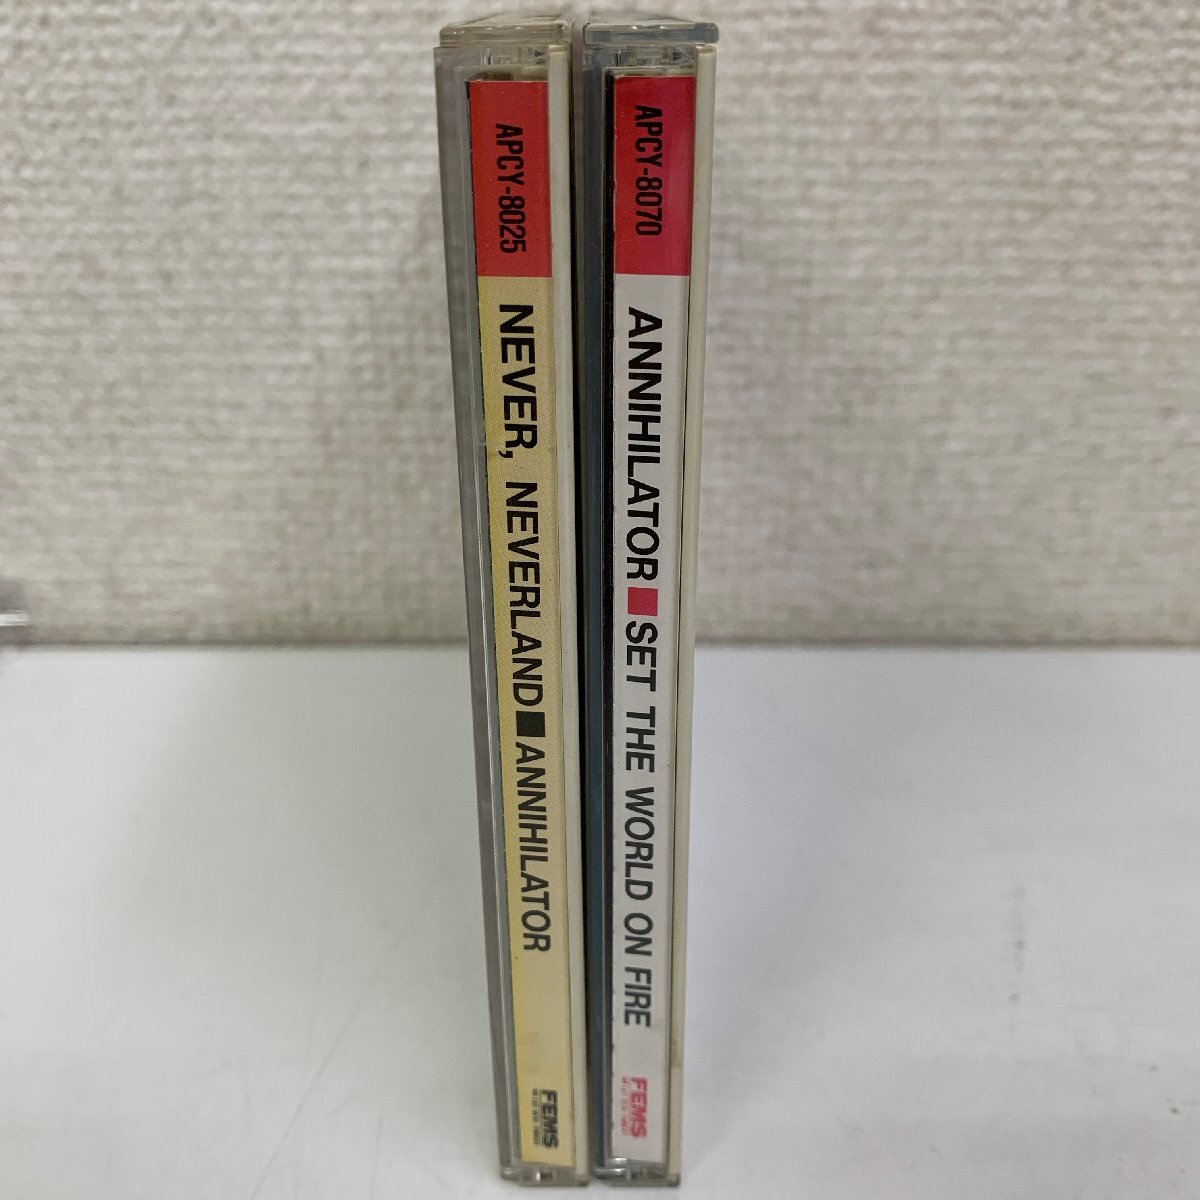 APCY-8025
NEVER, NEVERLAND■ANNIHILATOR
FEMS
APCY-8070
ANNIHILATOR■SET THE WORLD ON FIRE
FEMS